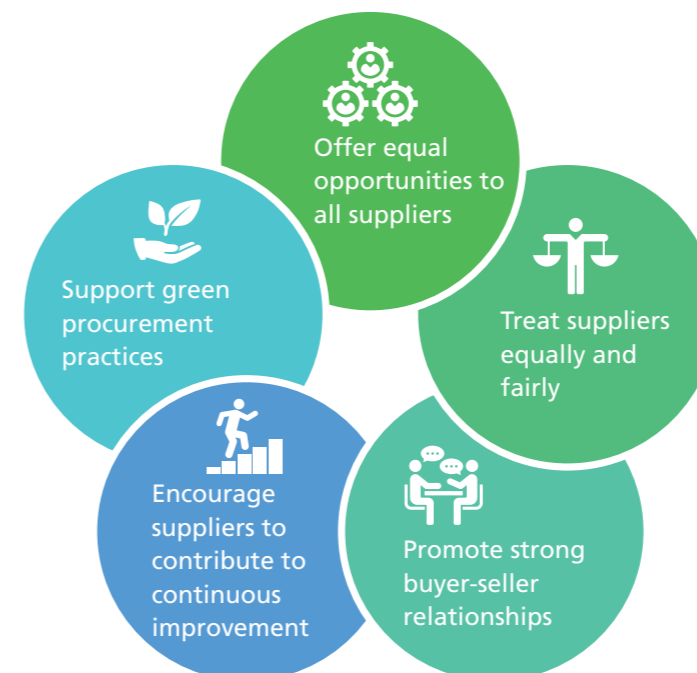 Offer equal
opportunities to
all suppliers
Treat suppliers
equally and
fairly
Promote strong
buyer-seller
relationships
Encourage
suppliers to
contribute to
continuous
improvement
Support green
procurement
practices